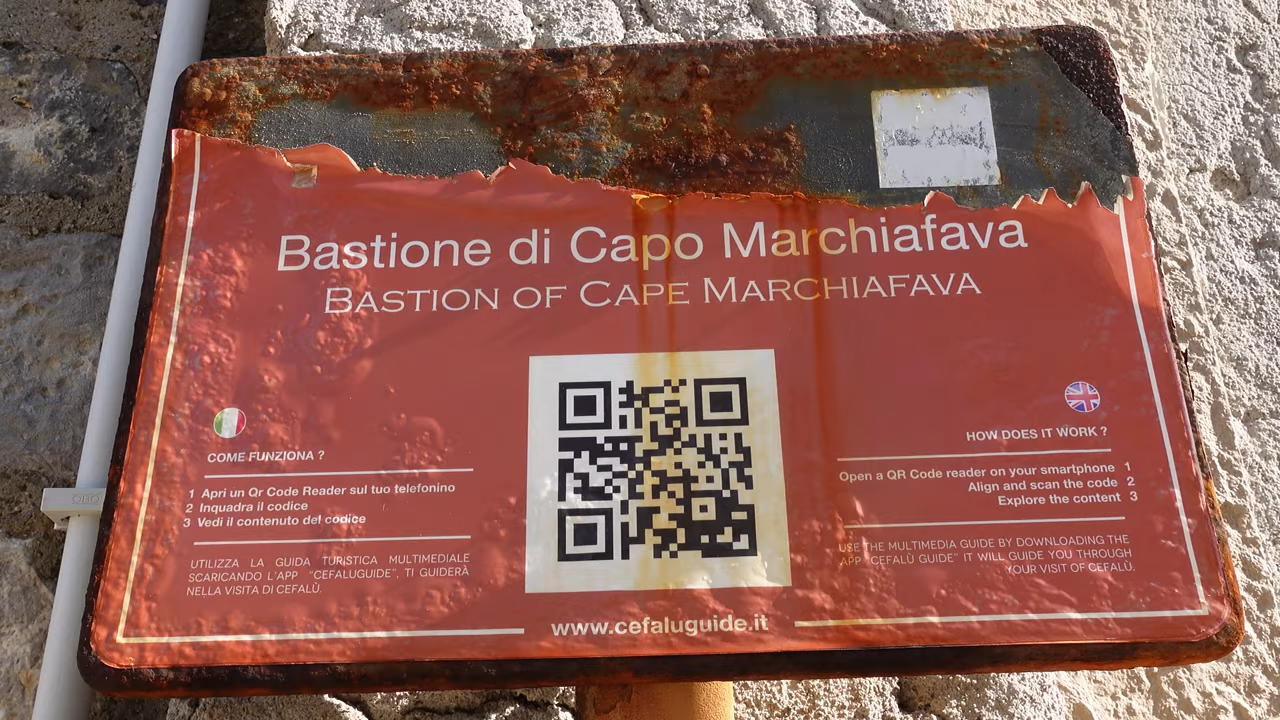 Bastione di Capo Marchiafava
BASTION OF CAPE MARCHIAFAVA
COME FUNZIONA ?
1 Apri un Qr Code Reader sul tuo telefonino
2 Inquadra il codice
3 Vedi il contenuto del codice
UTILIZZA LA GUIDA TURISTICA MULTIMEDIALE
SCARICANDO L'APP "CEFALUGUIDE", TI GUIDERÀ
NELLA VISITA DI CEFALÙ.
HOW DOES IT WORK ?
Open a QR Code reader on your smartphone 1
Align and scan the code 2
Explore the content 3
USE THE MULTIMEDIA GUIDE BY DOWNLOADING THE
APP "CEFALÙ GUIDE" IT WILL GUIDE YOU THROUGH
YOUR VISIT OF CEFALÙ.
www.cefaluguide.it